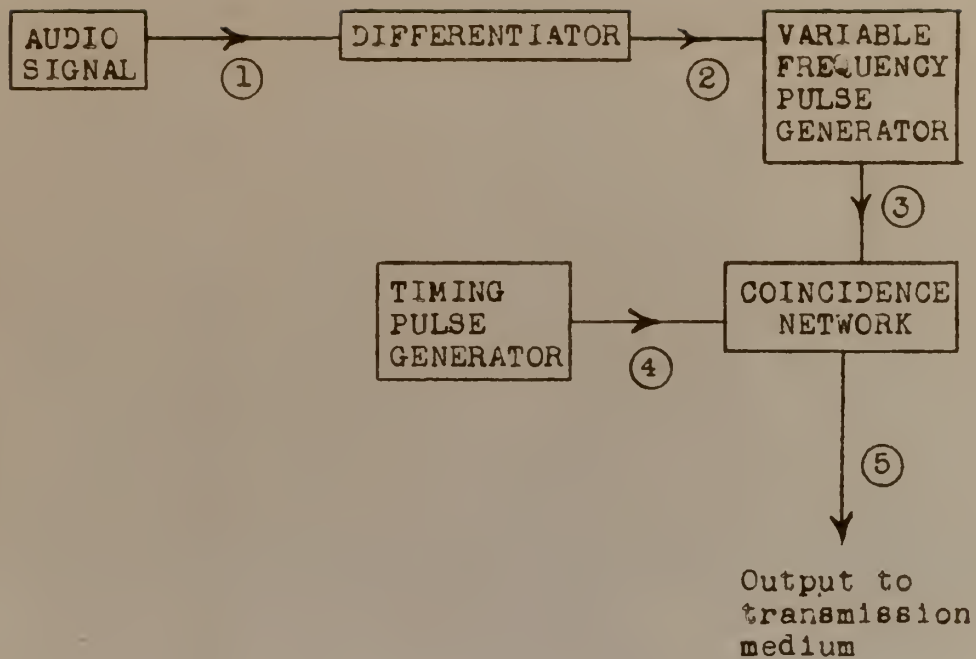 AUDIO
SIGNAL
1
DIFFERENTIATOR
2
VARIABLE
FREQUENCY
PULSE
GENERATOR
3
TIMING
PULSE
GENERATOR
4
COINCIDENCE
NETWORK
5
Output to
transmission
medium